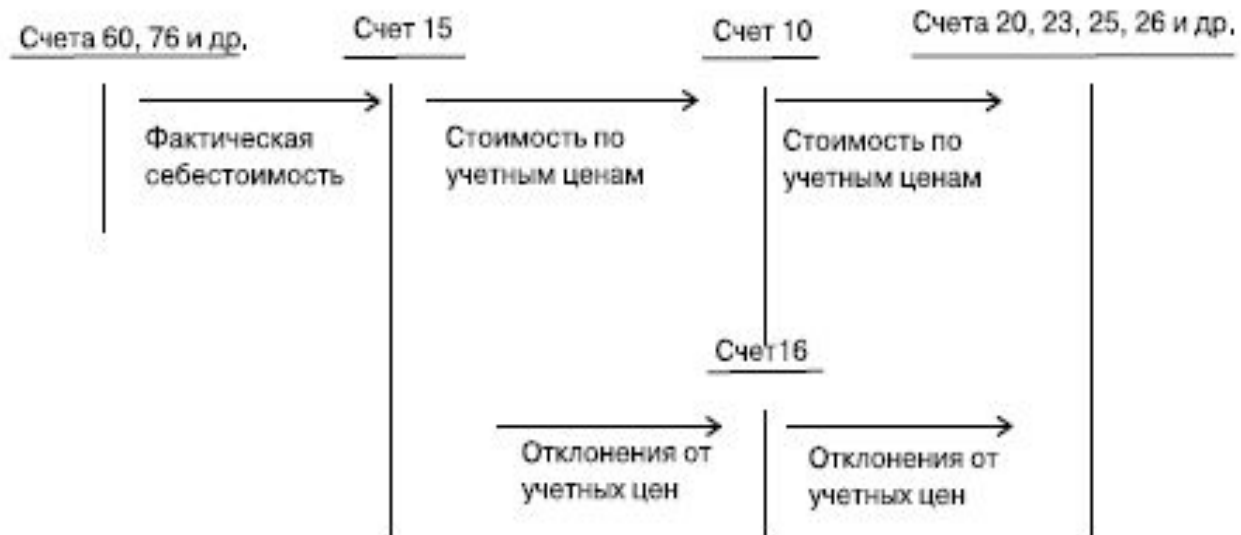 Счета 60, 76 и др.
Счет 15
Счет 10
Счета 20, 23, 25, 26 и др.
Фактическая
себестоимость
Стоимость по
учетным ценам
Стоимость по
учетным ценам
Счет16
Отклонения от
учетных цен
Отклонения от
учетных цен